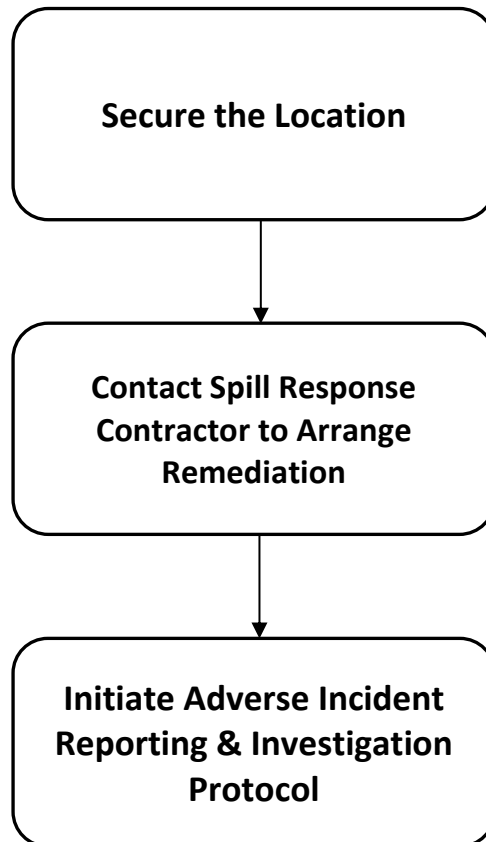 Secure the Location
Contact Spill Response
Contractor to Arrange
Remediation
Initiate Adverse Incident
Reporting & Investigation
Protocol